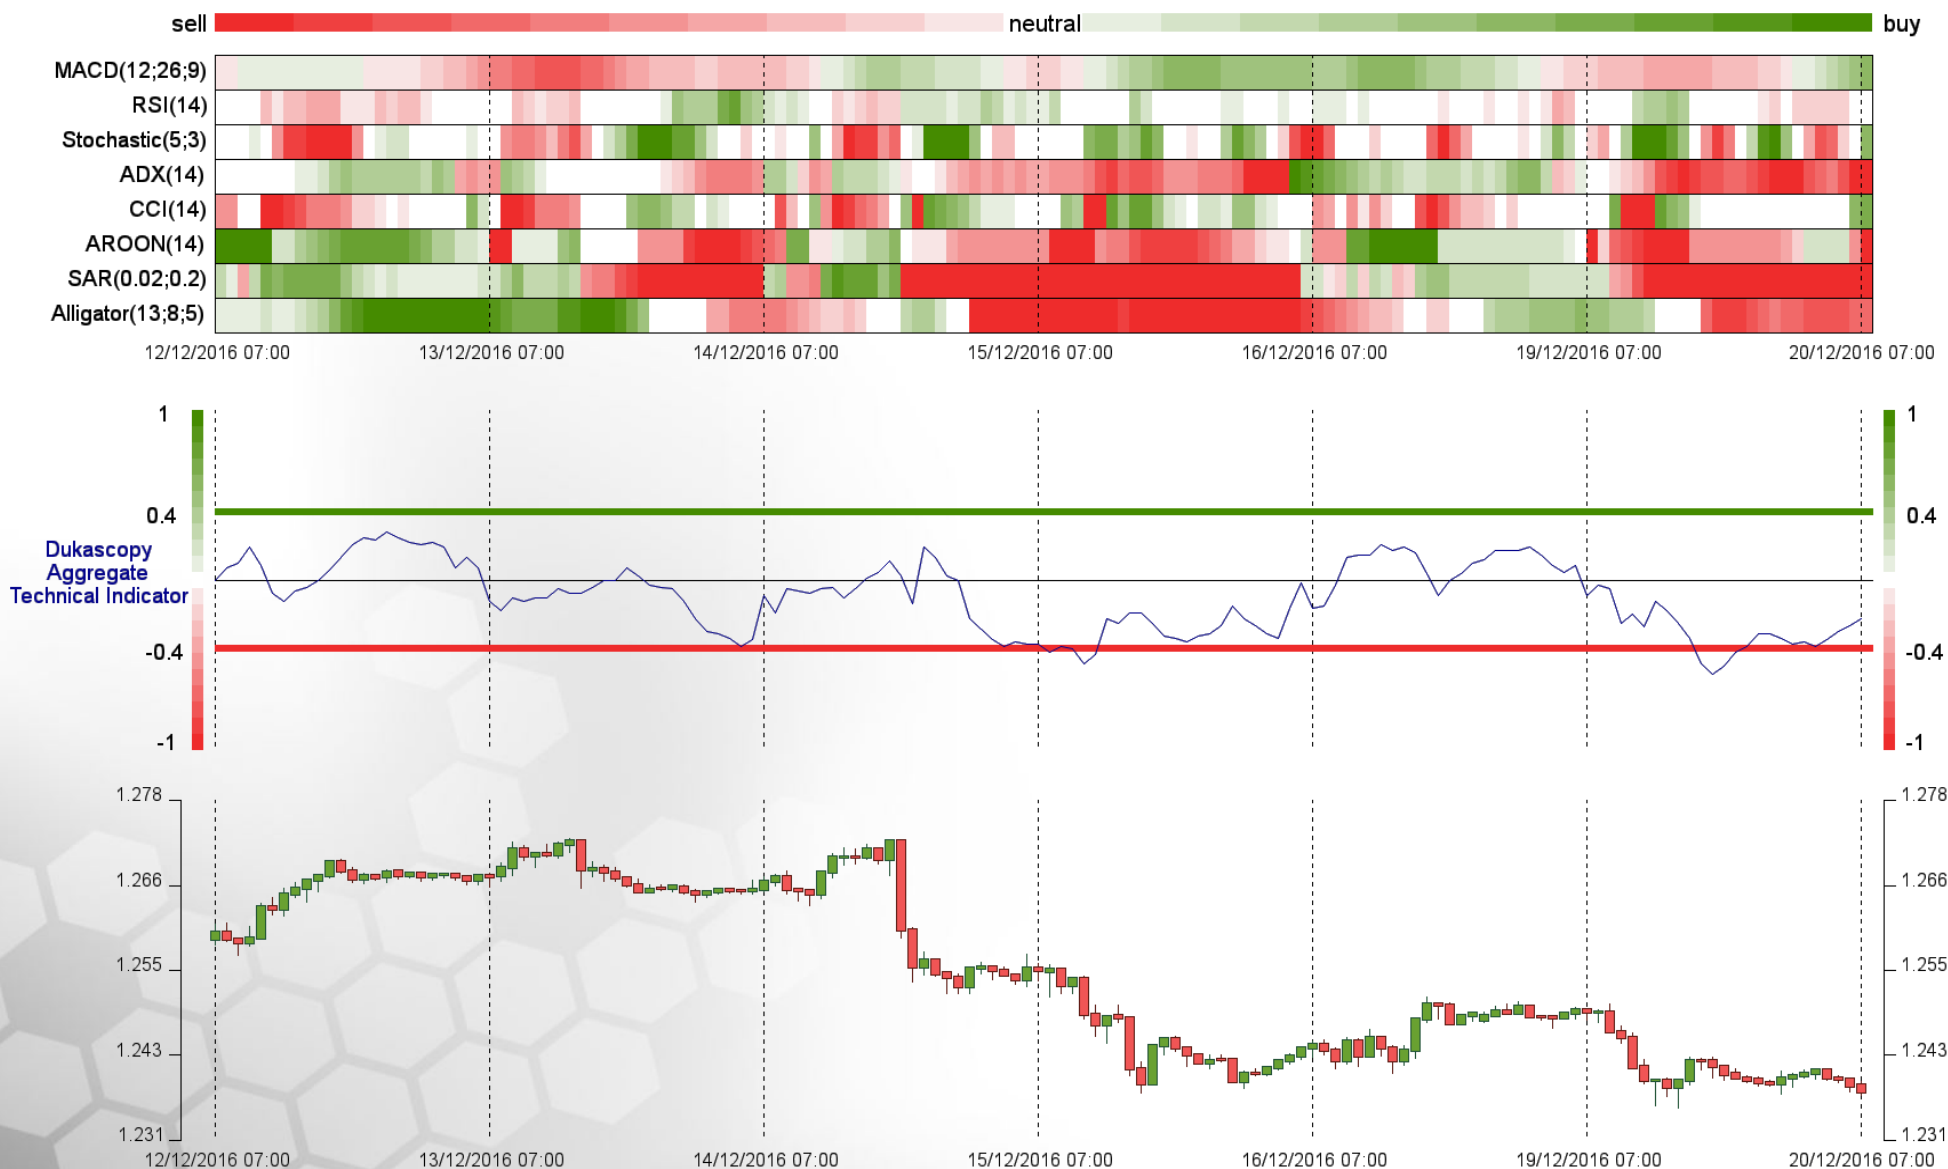 sell neutral buy
MACD(12;26;9)
RSI(14)
Stochastic(5;3)
ADX(14)
CCI(14)
AROON(14)
SAR(0.02;0.2)
Alligator(13;8;5)
12/12/2016 07:00 13/12/2016 07:00 14/12/2016 07:00 15/12/2016 07:00 16/12/2016 07:00 19/12/2016 07:00 20/12/2016 07:00
1 1
0.4 0.4
Dukascopy
Aggregate
Technical Indicator
-0.4 -0.4
-1 -1
1.278 1.278
1.266 1.266
1.255 1.255
1.243 1.243
1.231 1.231
12/12/2016 07:00 13/12/2016 07:00 14/12/2016 07:00 15/12/2016 07:00 16/12/2016 07:00 19/12/2016 07:00 20/12/2016 07:00